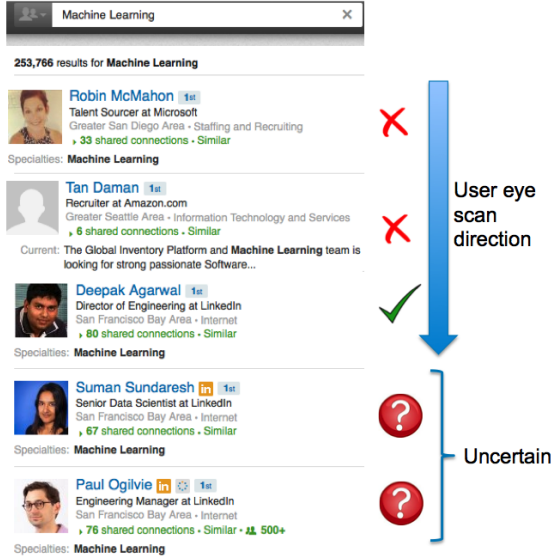 Machine Learning
253,766 results for Machine Learning
Robin McMahon 1st
Talent Sourcer at Microsoft
Greater San Diego Area • Staffing and Recruiting
33 shared connections • Similar
Specialties: Machine Learning
Tan Daman 1st
Recruiter at Amazon.com
Greater Seattle Area • Information Technology and Services
6 shared connections • Similar
Current: The Global Inventory Platform and Machine Learning team is
looking for strong passionate Software...
Deepak Agarwal 1st
Director of Engineering at LinkedIn
San Francisco Bay Area • Internet
80 shared connections • Similar
Specialties: Machine Learning
Suman Sundaresh in 1st
Senior Data Scientist at LinkedIn
San Francisco Bay Area • Internet
67 shared connections • Similar
Specialties: Machine Learning
Paul Ogilvie in 1st
Engineering Manager at LinkedIn
San Francisco Bay Area • Internet
76 shared connections • Similar • 500+
Specialties: Machine Learning
User eye
scan
direction
?
?
Uncertain